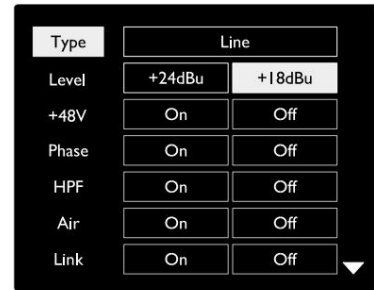 Type Line
Level +24dBu +18dBu
+48V On Off
Phase On Off
HPF On Off
Air On Off
Link On Off